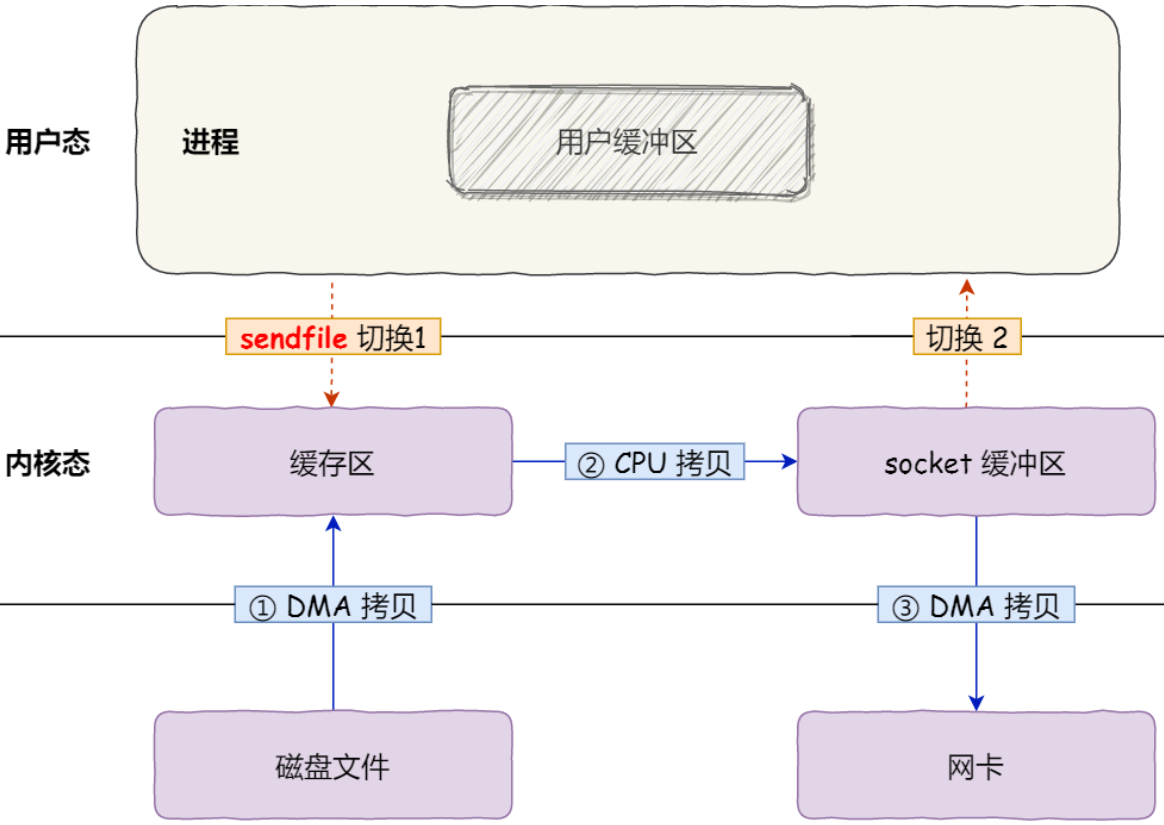 用户态
进程
用户缓冲区
sendfile 切换1
切换 2
内核态
缓存区
② CPU 拷贝
socket 缓冲区
① DMA 拷贝
③ DMA 拷贝
磁盘文件
网卡